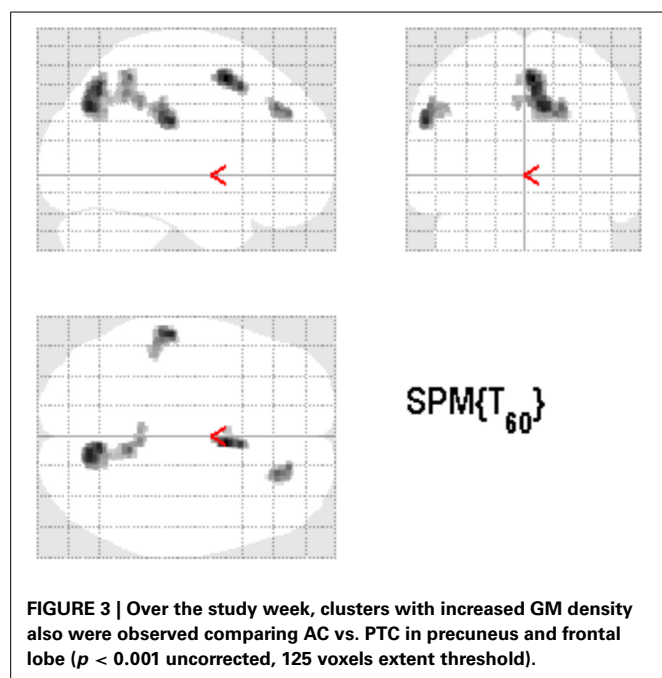 SPM{T60}
FIGURE 3 | Over the study week, clusters with increased GM density
also were observed comparing AC vs. PTC in precuneus and frontal
lobe (p < 0.001 uncorrected, 125 voxels extent threshold).